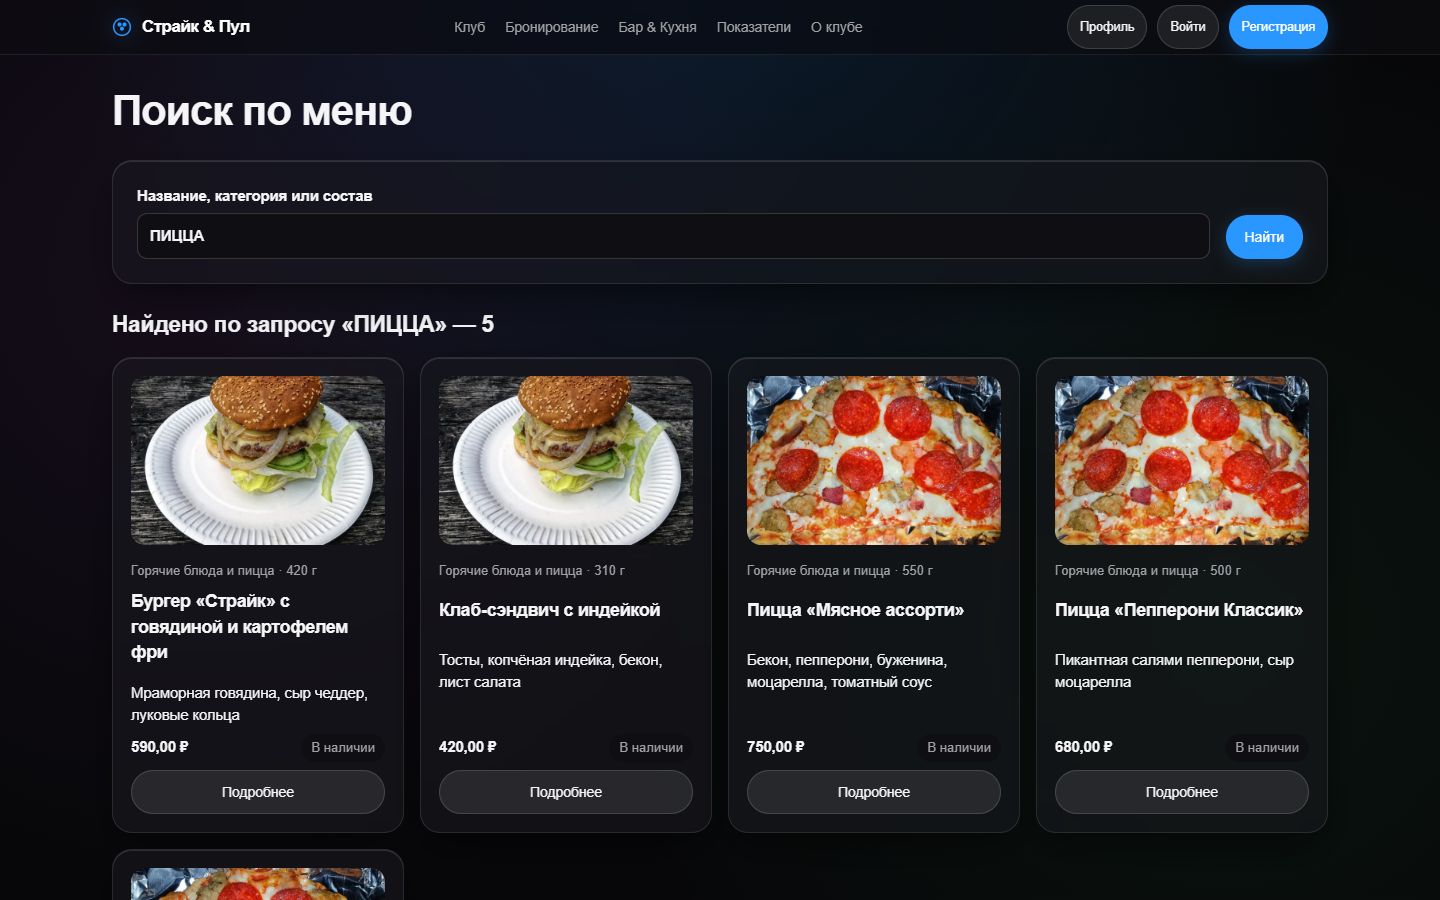 Страйк & Пул
Клуб
Бронирование
Бар & Кухня
Показатели
О клубе
Профиль
Войти
Регистрация
Поиск по меню
Название, категория или состав
ПИЦЦА
Найти
Найдено по запросу «ПИЦЦА» — 5
Горячие блюда и пицца · 420 г
Бургер «Страйк» с
говядиной и картофелем
фри
Мраморная говядина, сыр чеддер,
луковые кольца
590,00 ₽
В наличии
Подробнее
Горячие блюда и пицца · 310 г
Клаб-сэндвич с индейкой
Тосты, копчёная индейка, бекон,
лист салата
420,00 ₽
В наличии
Подробнее
Горячие блюда и пицца · 550 г
Пицца «Мясное ассорти»
Бекон, пепперони, буженина,
моцарелла, томатный соус
750,00 ₽
В наличии
Подробнее
Горячие блюда и пицца · 500 г
Пицца «Пепперони Классик»
Пикантная салями пепперони, сыр
моцарелла
680,00 ₽
В наличии
Подробнее